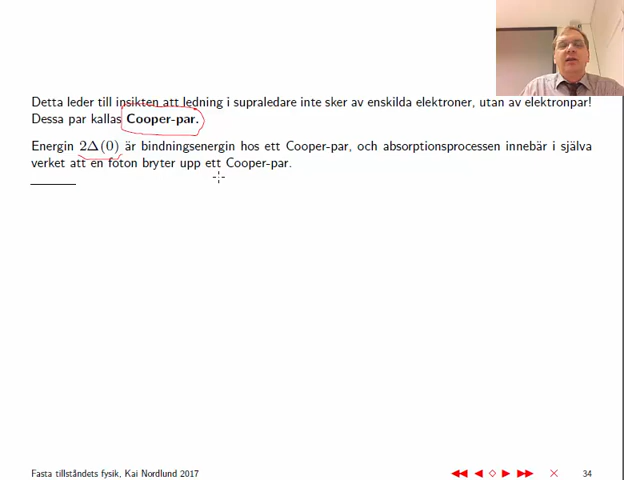 Detta leder till insikten att ledning i supraledare inte sker av enskilda elektroner, utan av elektronpar!
Dessa par kallas Cooper-par.
Energin 2Δ(0) är bindningsenergin hos ett Cooper-par, och absorptionsprocessen innebär i själva
verket att en foton bryter upp ett Cooper-par.
Fasta tillståndets fysik, Kai Nordlund 2017
34